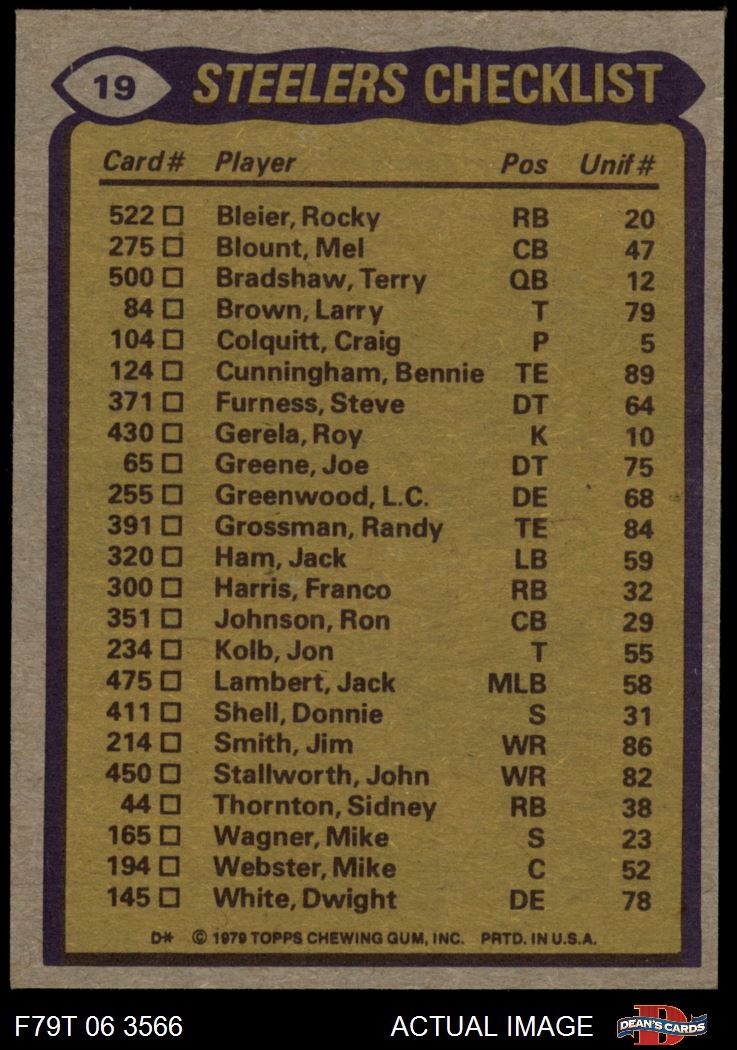 19 STEELERS CHECKLIST
Card# Player Pos Unif#
522 □ Bleier, Rocky RB 20
275 □ Blount, Mel CB 47
500 □ Bradshaw, Terry QB 12
84 □ Brown, Larry T 79
104 □ Colquitt, Craig P 5
124 □ Cunningham, Bennie TE 89
371 □ Furness, Steve DT 64
430 □ Gerela, Roy K 10
65 □ Greene, Joe DT 75
255 □ Greenwood, L.C. DE 68
391 □ Grossman, Randy TE 84
320 □ Ham, Jack LB 59
300 □ Harris, Franco RB 32
351 □ Johnson, Ron CB 29
234 □ Kolb, Jon T 55
475 □ Lambert, Jack MLB 58
411 □ Shell, Donnie S 31
214 □ Smith, Jim WR 86
450 □ Stallworth, John WR 82
44 □ Thornton, Sidney RB 38
165 □ Wagner, Mike S 23
194 □ Webster, Mike C 52
145 □ White, Dwight DE 78
D* © 1979 TOPPS CHEWING GUM, INC. PRTD. IN U.S.A.
F79T 06 3566 ACTUAL IMAGE DEAN'S CARDS